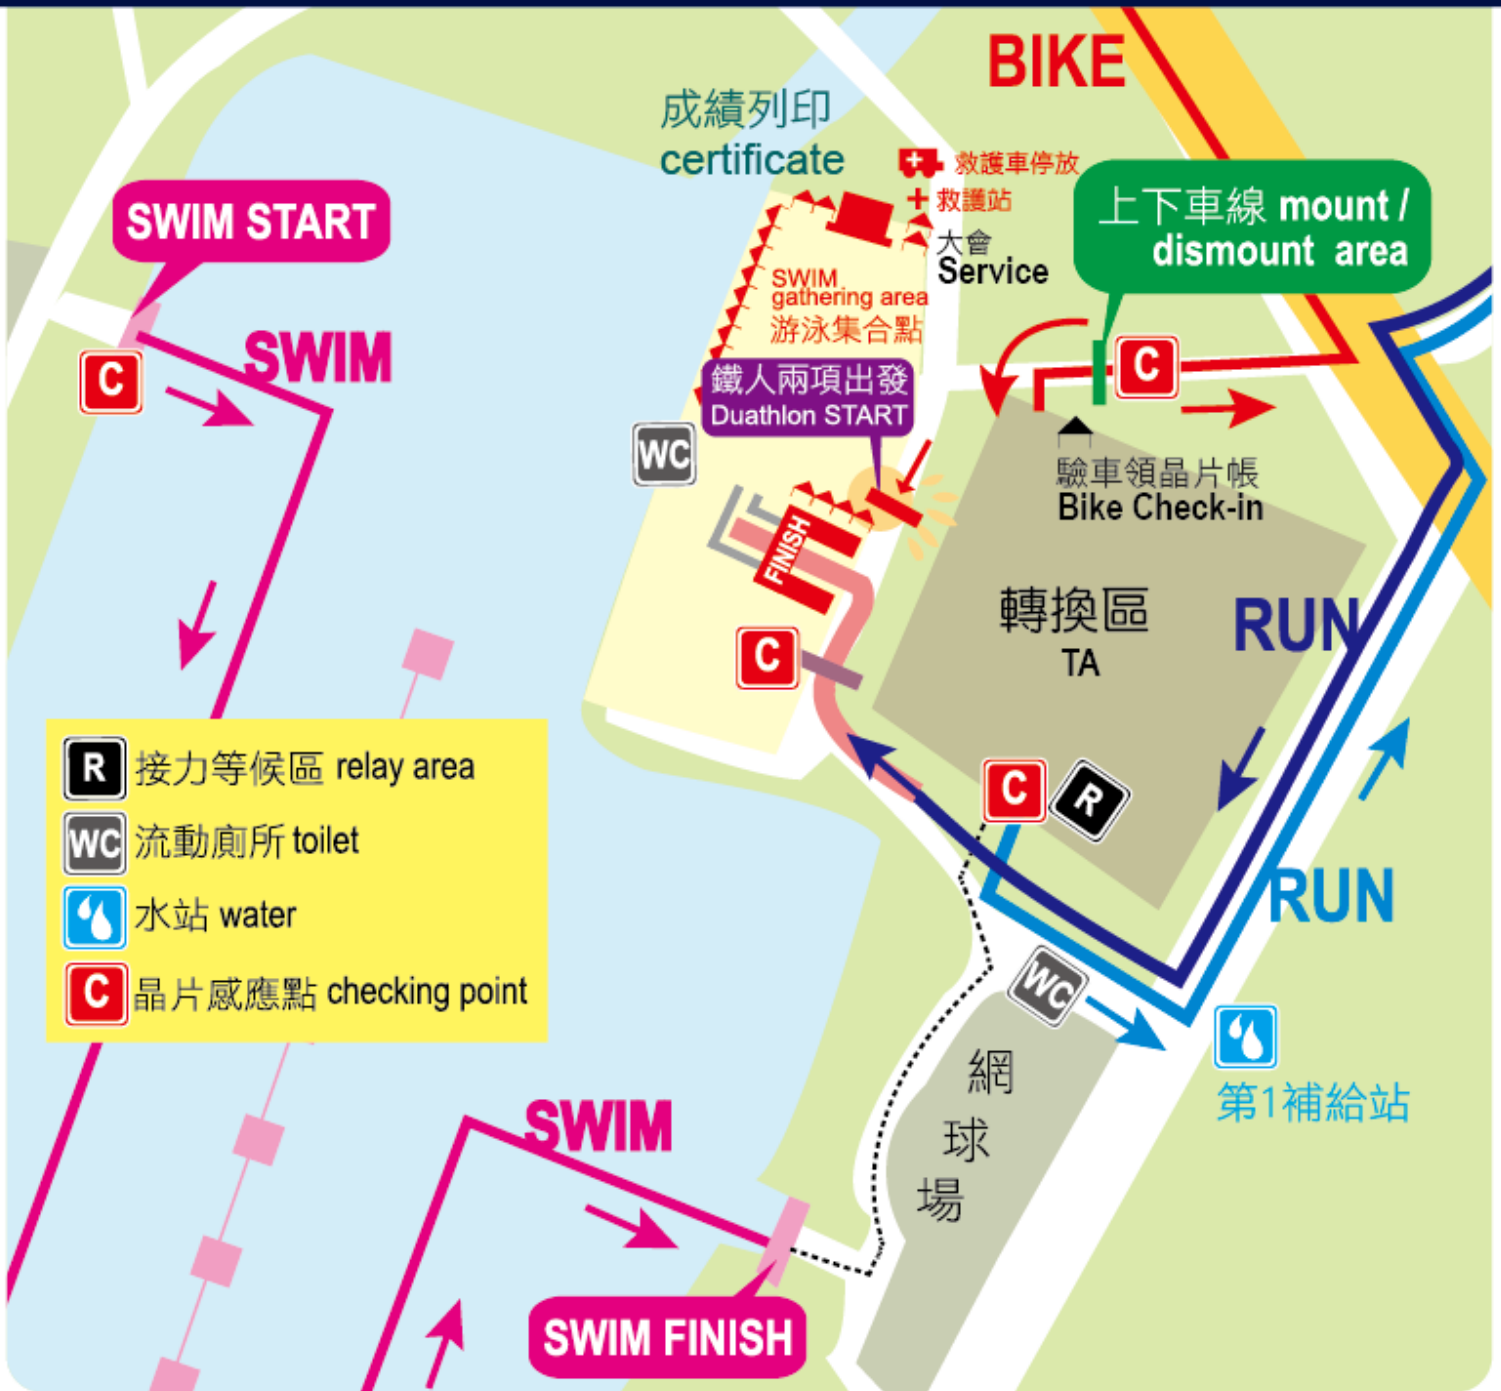 BIKE
成績列印
certificate
救護車停放
救護站
大會
Service
上下車線 mount /
dismount area
SWIM START
SWIM
gathering area
游泳集合點
SWIM
C
C
鐵人兩項出發
Duathlon START
WC
驗車領晶片帳
Bike Check-in
FINISH
轉換區
TA
RUN
C
R 接力等候區 relay area
WC 流動廁所 toilet
水站 water
C 晶片感應點 checking point
C
R
RUN
WC
第1補給站
網
球
場
SWIM
SWIM FINISH